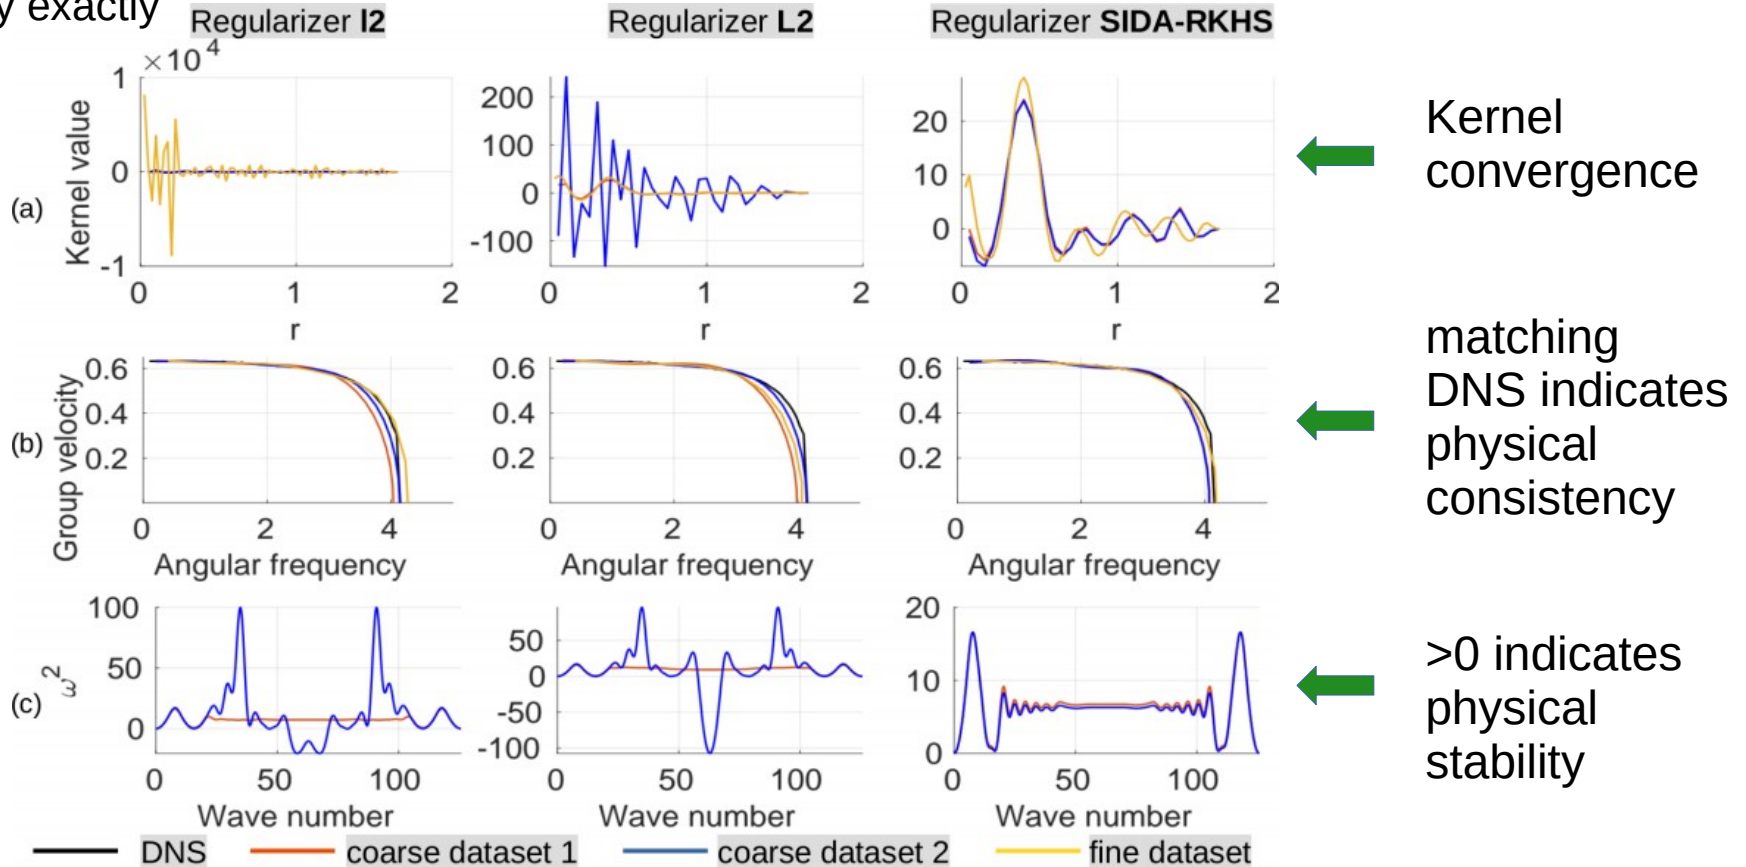 y exactly
Regularizer l2
Regularizer L2
Regularizer SIDA-RKHS
×10^4
1
0
-1
0 1 2
Kernel value
(a)
r
200
100
0
-100
0 1 2
r
20
10
0
0 1 2
r
Kernel
convergence
0.6
0.4
0.2
0 2 4
Group velocity
(b)
Angular frequency
0.6
0.4
0.2
0 2 4
Angular frequency
0.6
0.4
0.2
0 2 4
Angular frequency
matching
DNS indicates
physical
consistency
100
50
0
0 50 100
ω^2
(c)
Wave number
50
0
-50
-100
0 50 100
Wave number
20
10
0
0 50 100
Wave number
>0 indicates
physical
stability
DNS coarse dataset 1 coarse dataset 2 fine dataset